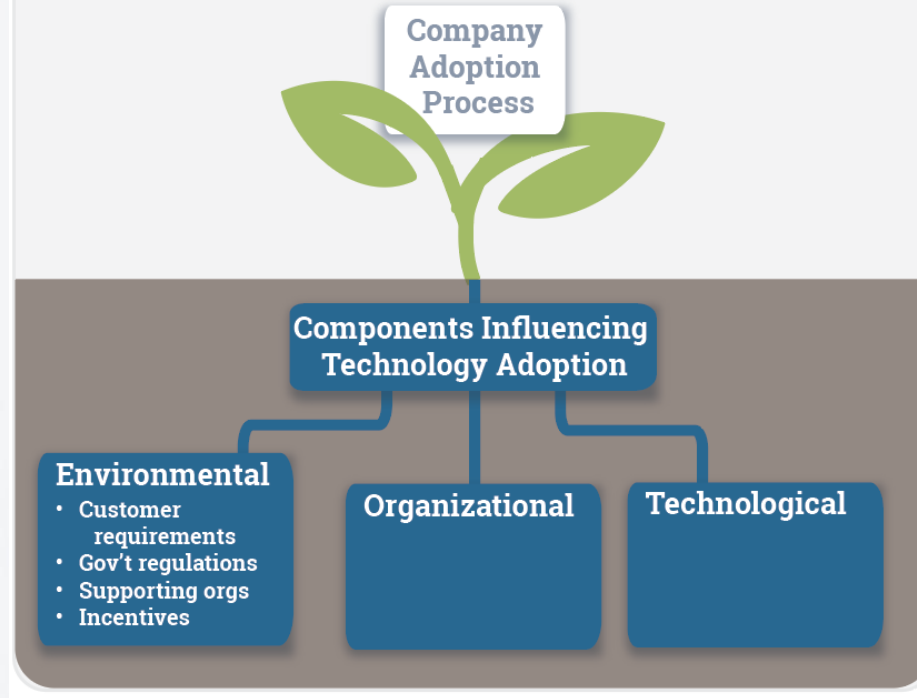 Company
Adoption
Process
Components Influencing
Technology Adoption
Environmental
• Customer
requirements
• Gov't regulations
• Supporting orgs
• Incentives
Organizational
Technological